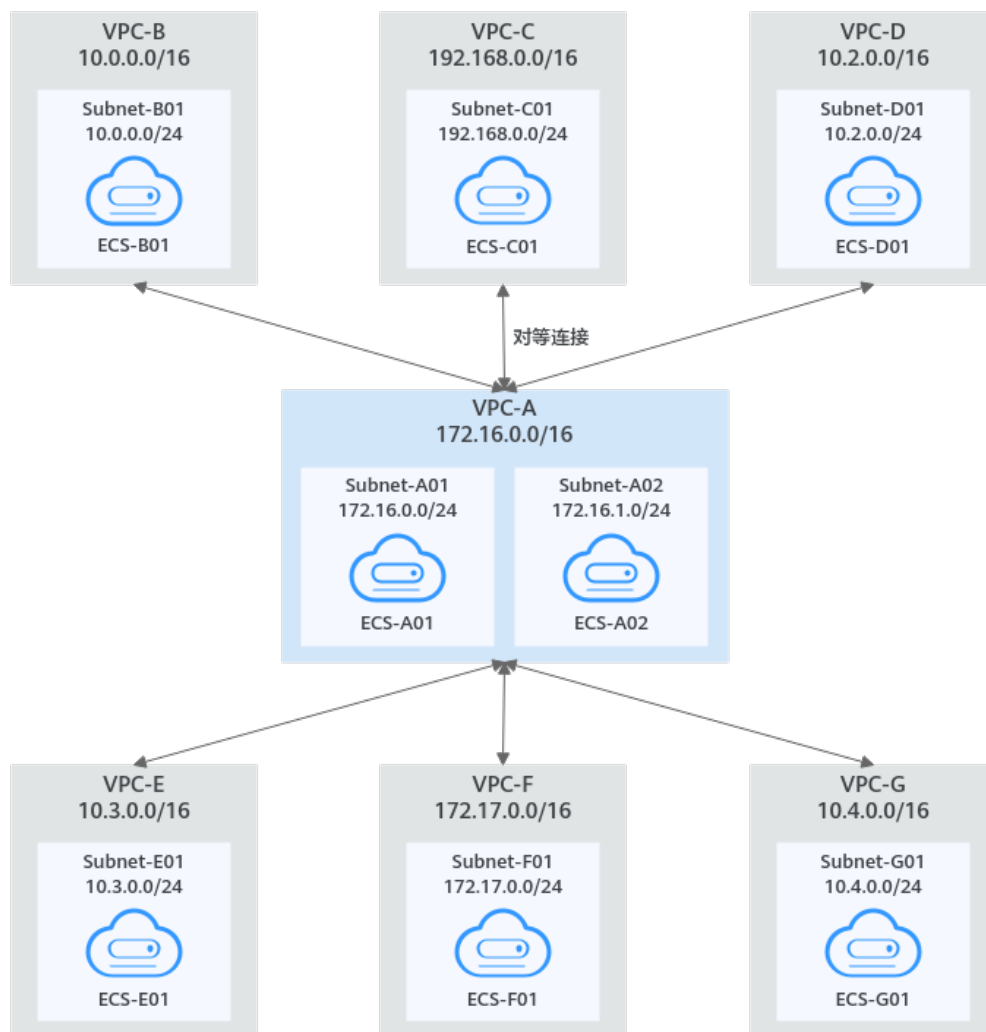 VPC-B
10.0.0.0/16
Subnet-B01
10.0.0.0/24
ECS-B01
VPC-C
192.168.0.0/16
Subnet-C01
192.168.0.0/24
ECS-C01
VPC-D
10.2.0.0/16
Subnet-D01
10.2.0.0/24
ECS-D01
对等连接
VPC-A
172.16.0.0/16
Subnet-A01
172.16.0.0/24
ECS-A01
Subnet-A02
172.16.1.0/24
ECS-A02
VPC-E
10.3.0.0/16
Subnet-E01
10.3.0.0/24
ECS-E01
VPC-F
172.17.0.0/16
Subnet-F01
172.17.0.0/24
ECS-F01
VPC-G
10.4.0.0/16
Subnet-G01
10.4.0.0/24
ECS-G01